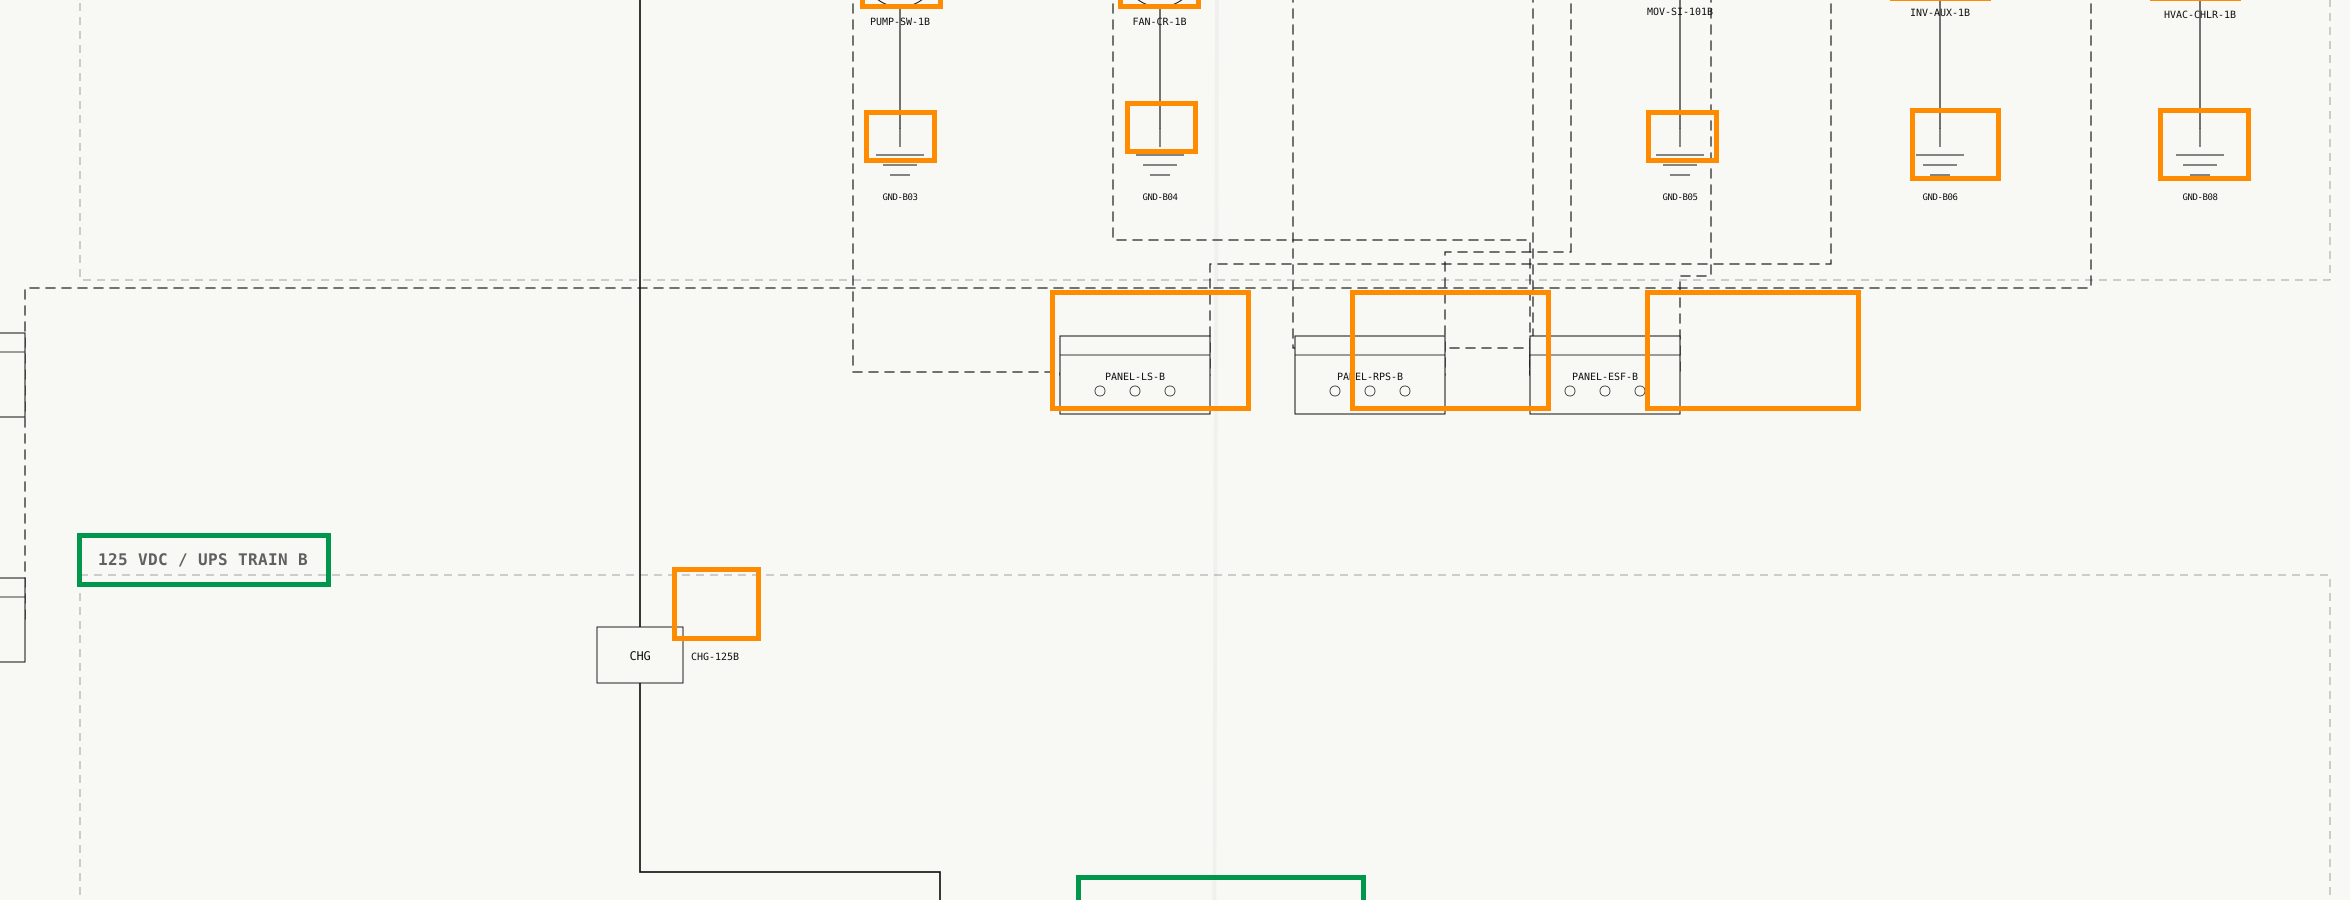 PUMP-SW-1B
FAN-CR-1B
MOV-SI-101B
INV-AUX-1B
HVAC-CHLR-1B
GND-B03
GND-B04
GND-B05
GND-B06
GND-B08
PANEL-LS-B
PANEL-RPS-B
PANEL-ESF-B
125 VDC / UPS TRAIN B
CHG
CHG-125B